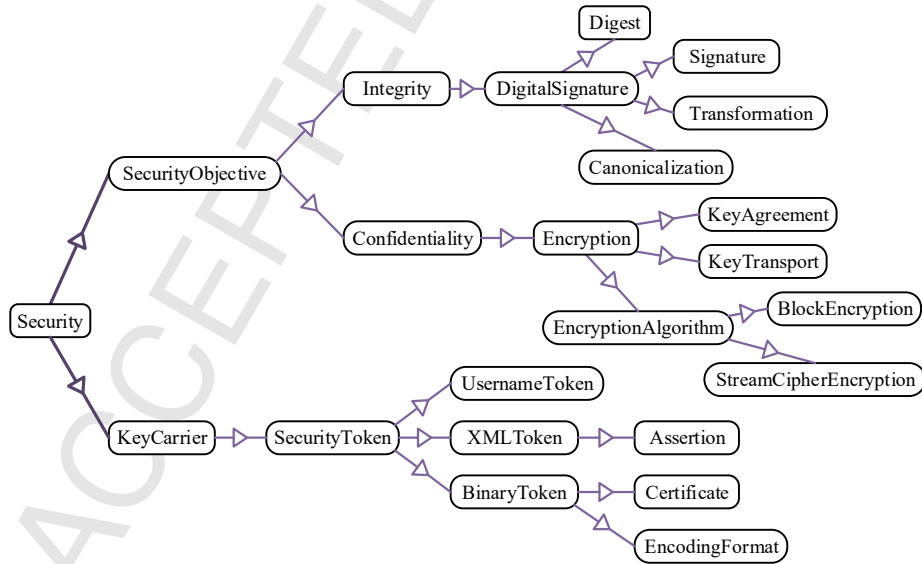 Digest
Signature
Integrity
DigitalSignature
Transformation
Canonicalization
SecurityObjective
KeyAgreement
Confidentiality
Encryption
KeyTransport
BlockEncryption
Security
EncryptionAlgorithm
StreamCipherEncryption
UsernameToken
KeyCarrier
SecurityToken
XMLToken
Assertion
BinaryToken
Certificate
EncodingFormat